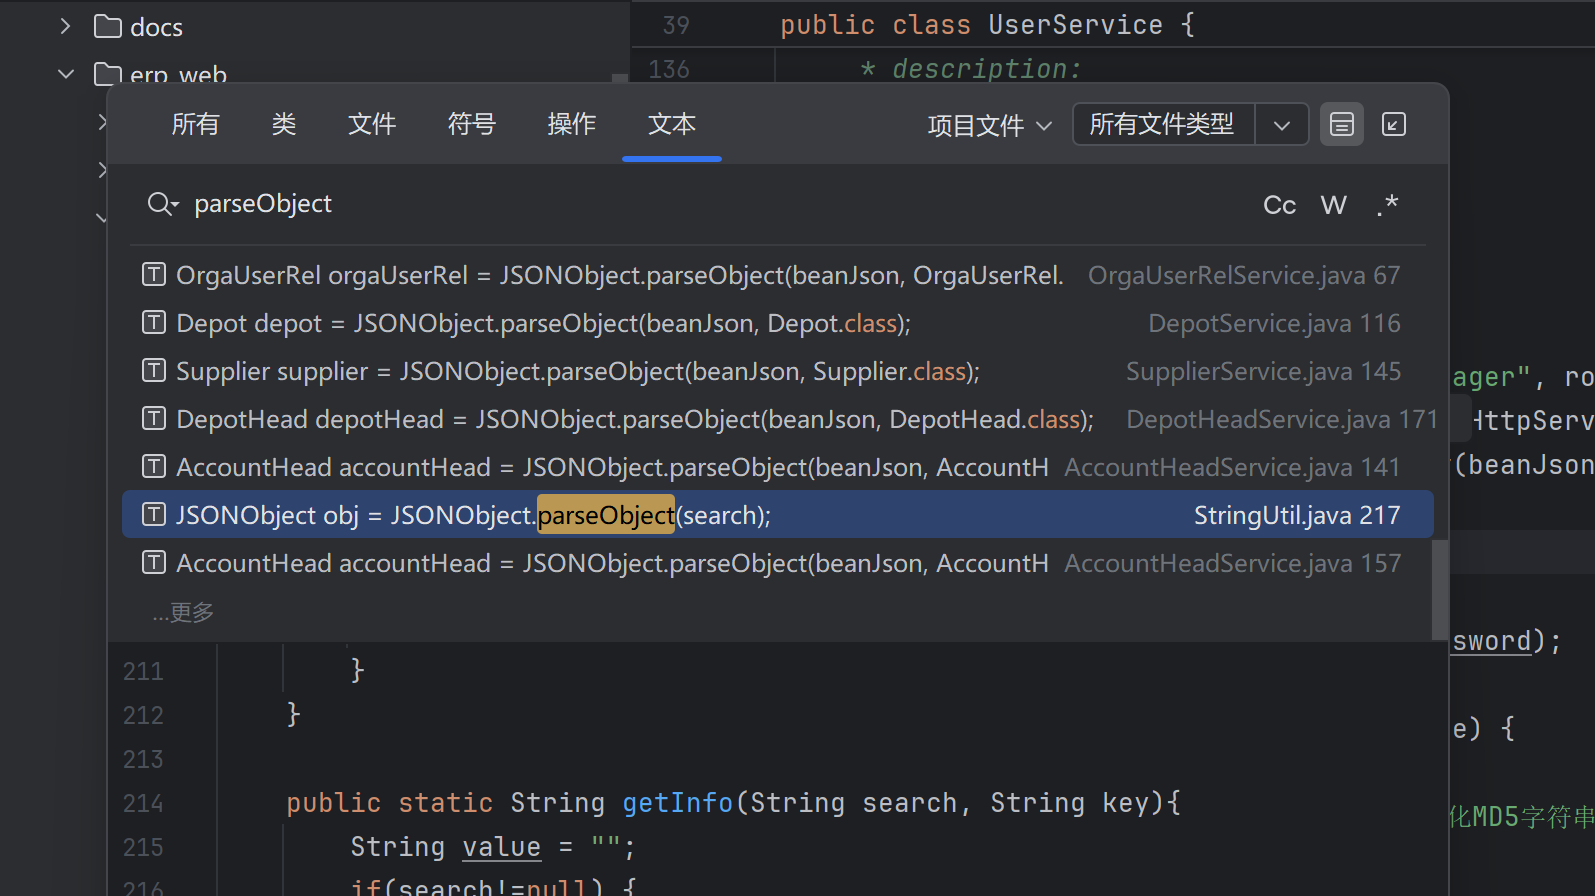 docs
39 public class UserService {
erp_web
136 * description:
所有 类 文件 符号 操作 文本 项目文件 所有文件类型
parseObject Cc W .*
OrgaUserRel orgaUserRel = JSONObject.parseObject(beanJson, OrgaUserRel. OrgaUserRelService.java 67
Depot depot = JSONObject.parseObject(beanJson, Depot.class); DepotService.java 116
Supplier supplier = JSONObject.parseObject(beanJson, Supplier.class); SupplierService.java 145
ager", ro
DepotHead depotHead = JSONObject.parseObject(beanJson, DepotHead.class); DepotHeadService.java 171
HttpServ
AccountHead accountHead = JSONObject.parseObject(beanJson, AccountH AccountHeadService.java 141
(beanJson
JSONObject obj = JSONObject.parseObject(search); StringUtil.java 217
AccountHead accountHead = JSONObject.parseObject(beanJson, AccountH AccountHeadService.java 157
...更多
sword);
211 }
212 }
e) {
213
214 public static String getInfo(String search, String key){
化MD5字符串
215 String value = "";
216 if(search!=null) {